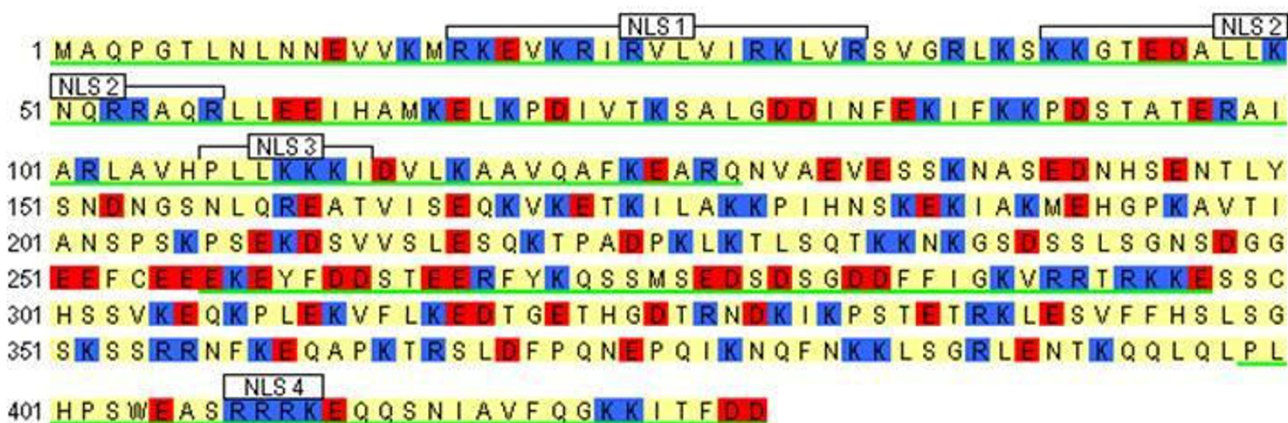 NLS 1 NLS 2
1 M A Q P G T L N L N N E V V K M R K E V K R I R V L V I R K L V R S V G R L K S K K G T E D A L L K
NLS 2
51 N Q R R A Q R L L E E I H A M K E L K P D I V T K S A L G D D I N F E K I F K K P D S T A T E R A I
NLS 3
101 A R L A V H P L L K K K I D V L K A A V Q A F K E A R Q N V A E V E S S K N A S E D N H S E N T L Y
151 S N D N G S N L Q R E A T V I S E Q K V K E T K I L A K K P I H N S K E K I A K M E H G P K A V T I
201 A N S P S K P S E K D S V V S L E S Q K T P A D P K L K T L S Q T K K N K G S D S S L S G N S D G G
251 E E F C E E E K E Y F D D S T E E R F Y K Q S S M S E D S D S G D D F F I G K V R R T R K K E S S C
301 H S S V K E Q K P L E K V F L K E D T G E T H G D T R N D K I K P S T E T R K L E S V F F H S L S G
351 S K S S R R N F K E Q A P K T R S L D F P Q N E P Q I K N Q F N K K L S G R L E N T K Q Q L Q L P L
NLS 4
401 H P S W E A S R R R K E Q Q S N I A V F Q G K K I T F D D